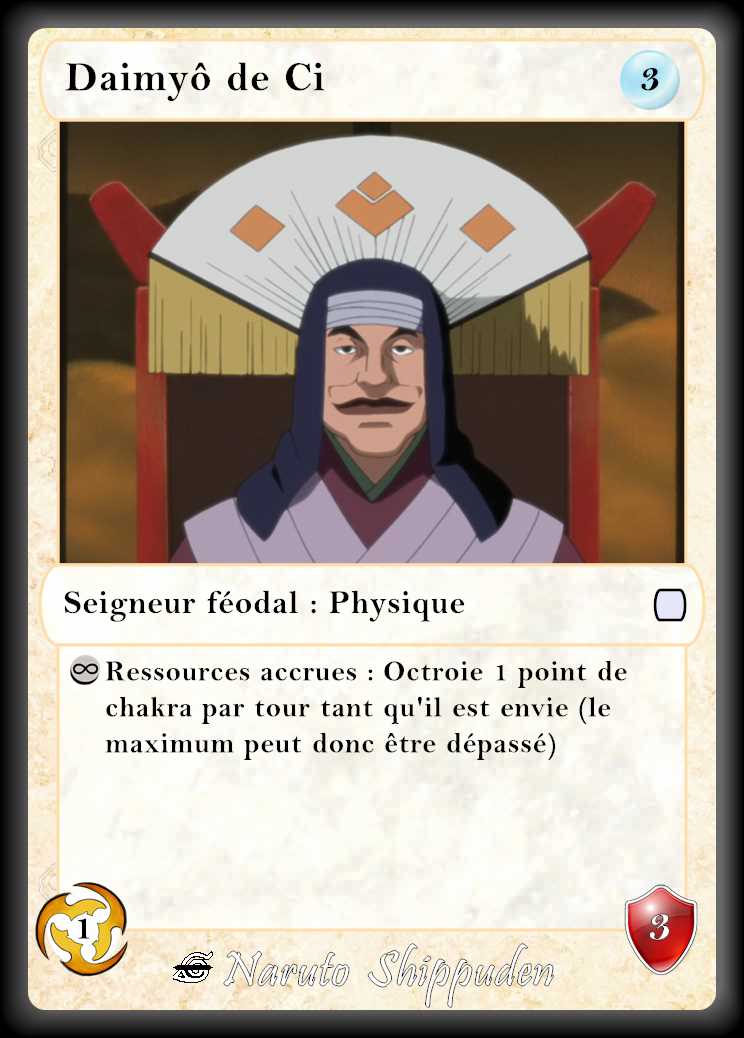 Daimyô de Ci
3
Seigneur féodal : Physique
Ressources accrues : Octroie 1 point de
chakra par tour tant qu'il est envie (le
maximum peut donc être dépassé)
1
3
Naruto Shippuden